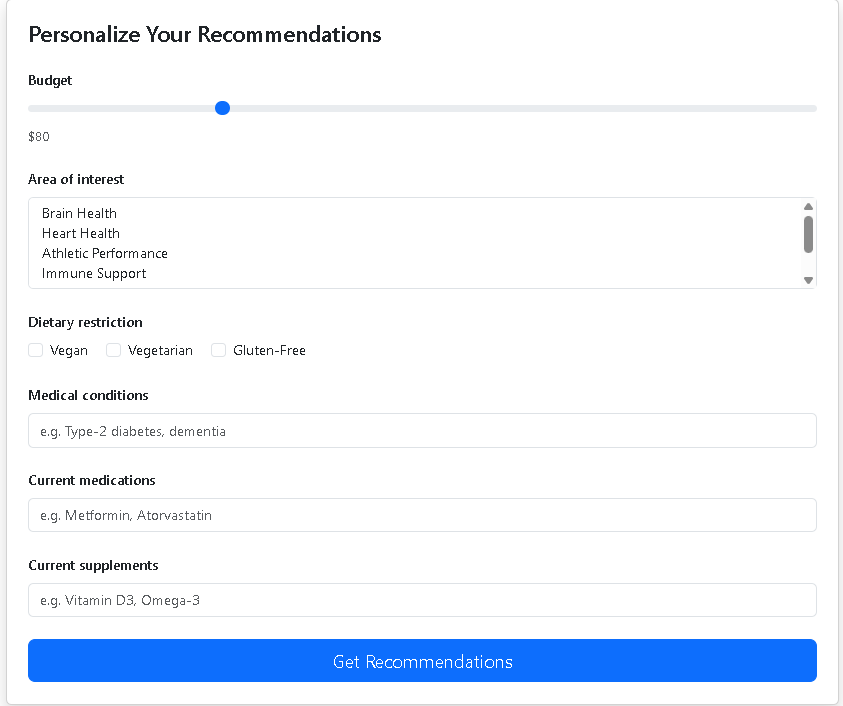 Personalize Your Recommendations
Budget
$80
Area of interest
Brain Health
Heart Health
Athletic Performance
Immune Support
Dietary restriction
Vegan Vegetarian Gluten-Free
Medical conditions
e.g. Type-2 diabetes, dementia
Current medications
e.g. Metformin, Atorvastatin
Current supplements
e.g. Vitamin D3, Omega-3
Get Recommendations